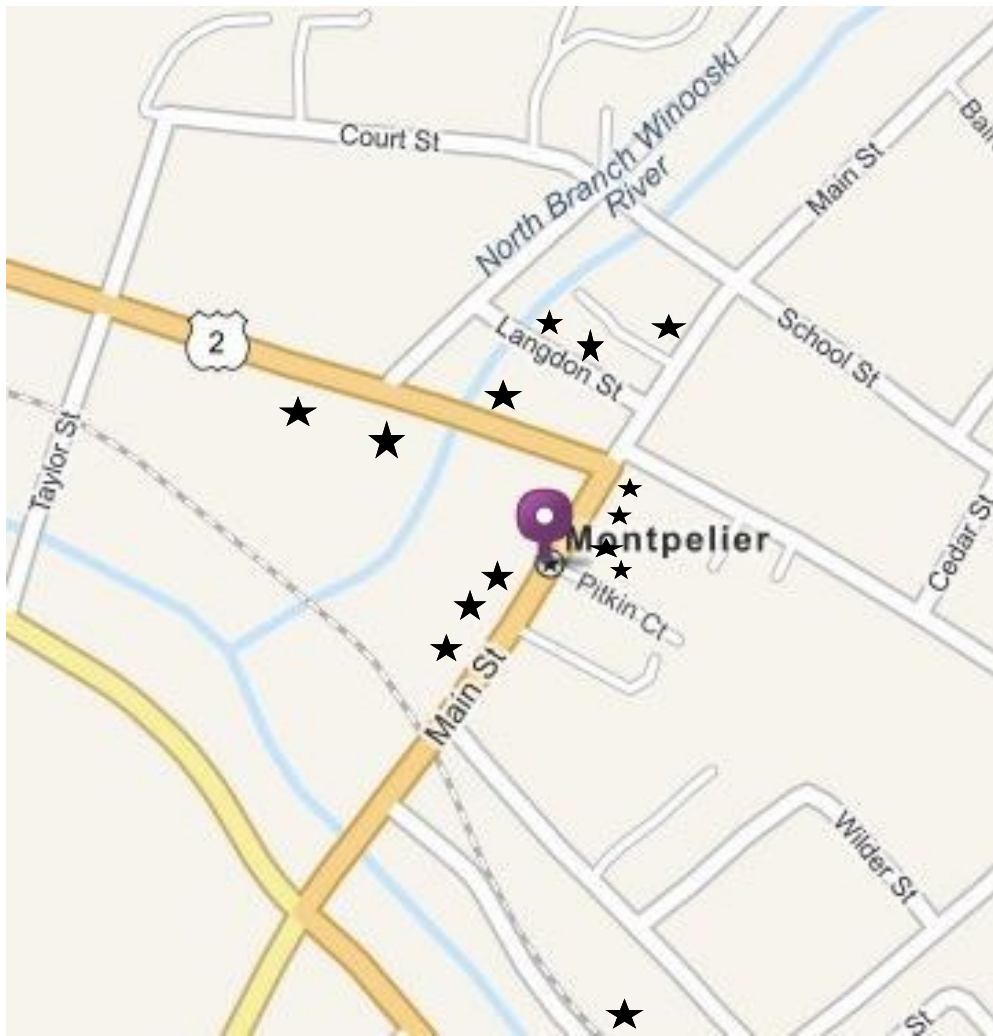 Court St
North Branch Winooski
River
Main St
2
Langdon St
School St
Taylor St
Cedar St
Montpelier
Pitkin Ct
Main St
Wilder St
St